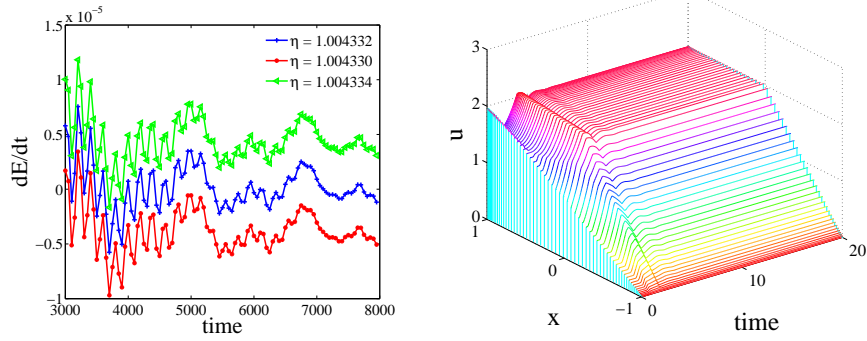 x 10⁻⁵
1.5
1
0.5
0
−0.5
−1
dE/dt
3000 4000 5000 6000 7000 8000
time
η = 1.004332
η = 1.004330
η = 1.004334
3
2
1
0
u
1
0
−1
x
0
10
20
time